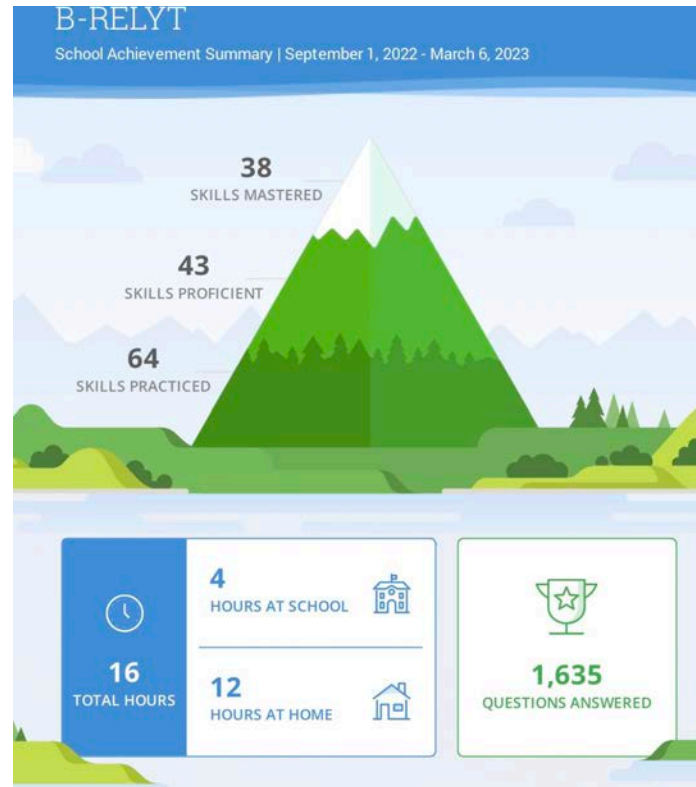 B-RELYT
School Achievement Summary | September 1, 2022 - March 6, 2023
38
SKILLS MASTERED
43
SKILLS PROFICIENT
64
SKILLS PRACTICED
16
TOTAL HOURS
4
HOURS AT SCHOOL
12
HOURS AT HOME
1,635
QUESTIONS ANSWERED